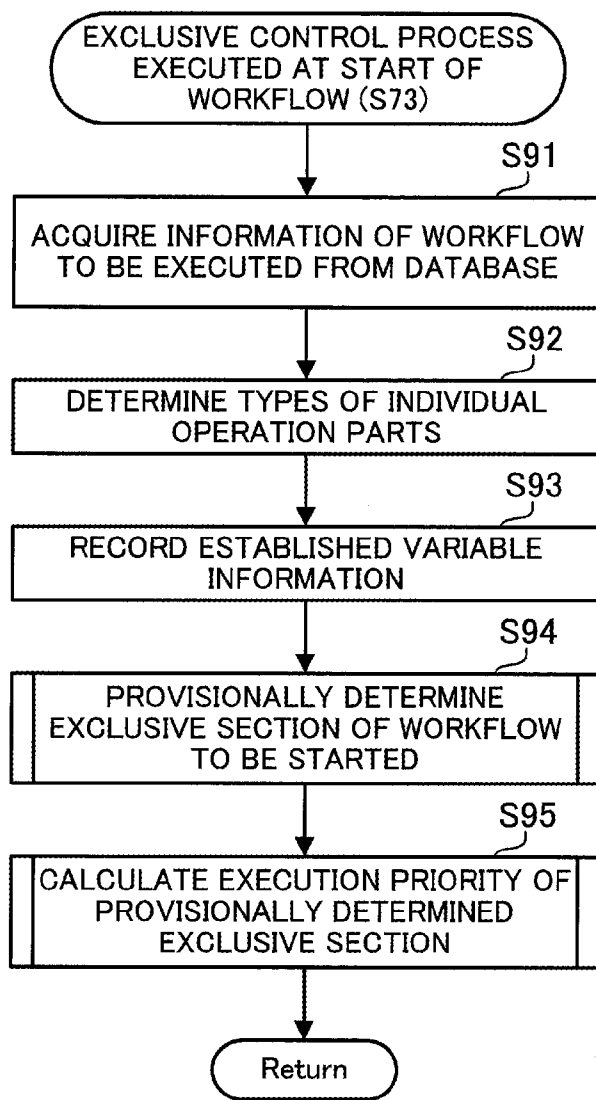 EXCLUSIVE CONTROL PROCESS
EXECUTED AT START OF
WORKFLOW (S73)
S91
ACQUIRE INFORMATION OF WORKFLOW
TO BE EXECUTED FROM DATABASE
S92
DETERMINE TYPES OF INDIVIDUAL
OPERATION PARTS
S93
RECORD ESTABLISHED VARIABLE
INFORMATION
S94
PROVISIONALLY DETERMINE
EXCLUSIVE SECTION OF WORKFLOW
TO BE STARTED
S95
CALCULATE EXECUTION PRIORITY OF
PROVISIONALLY DETERMINED
EXCLUSIVE SECTION
Return